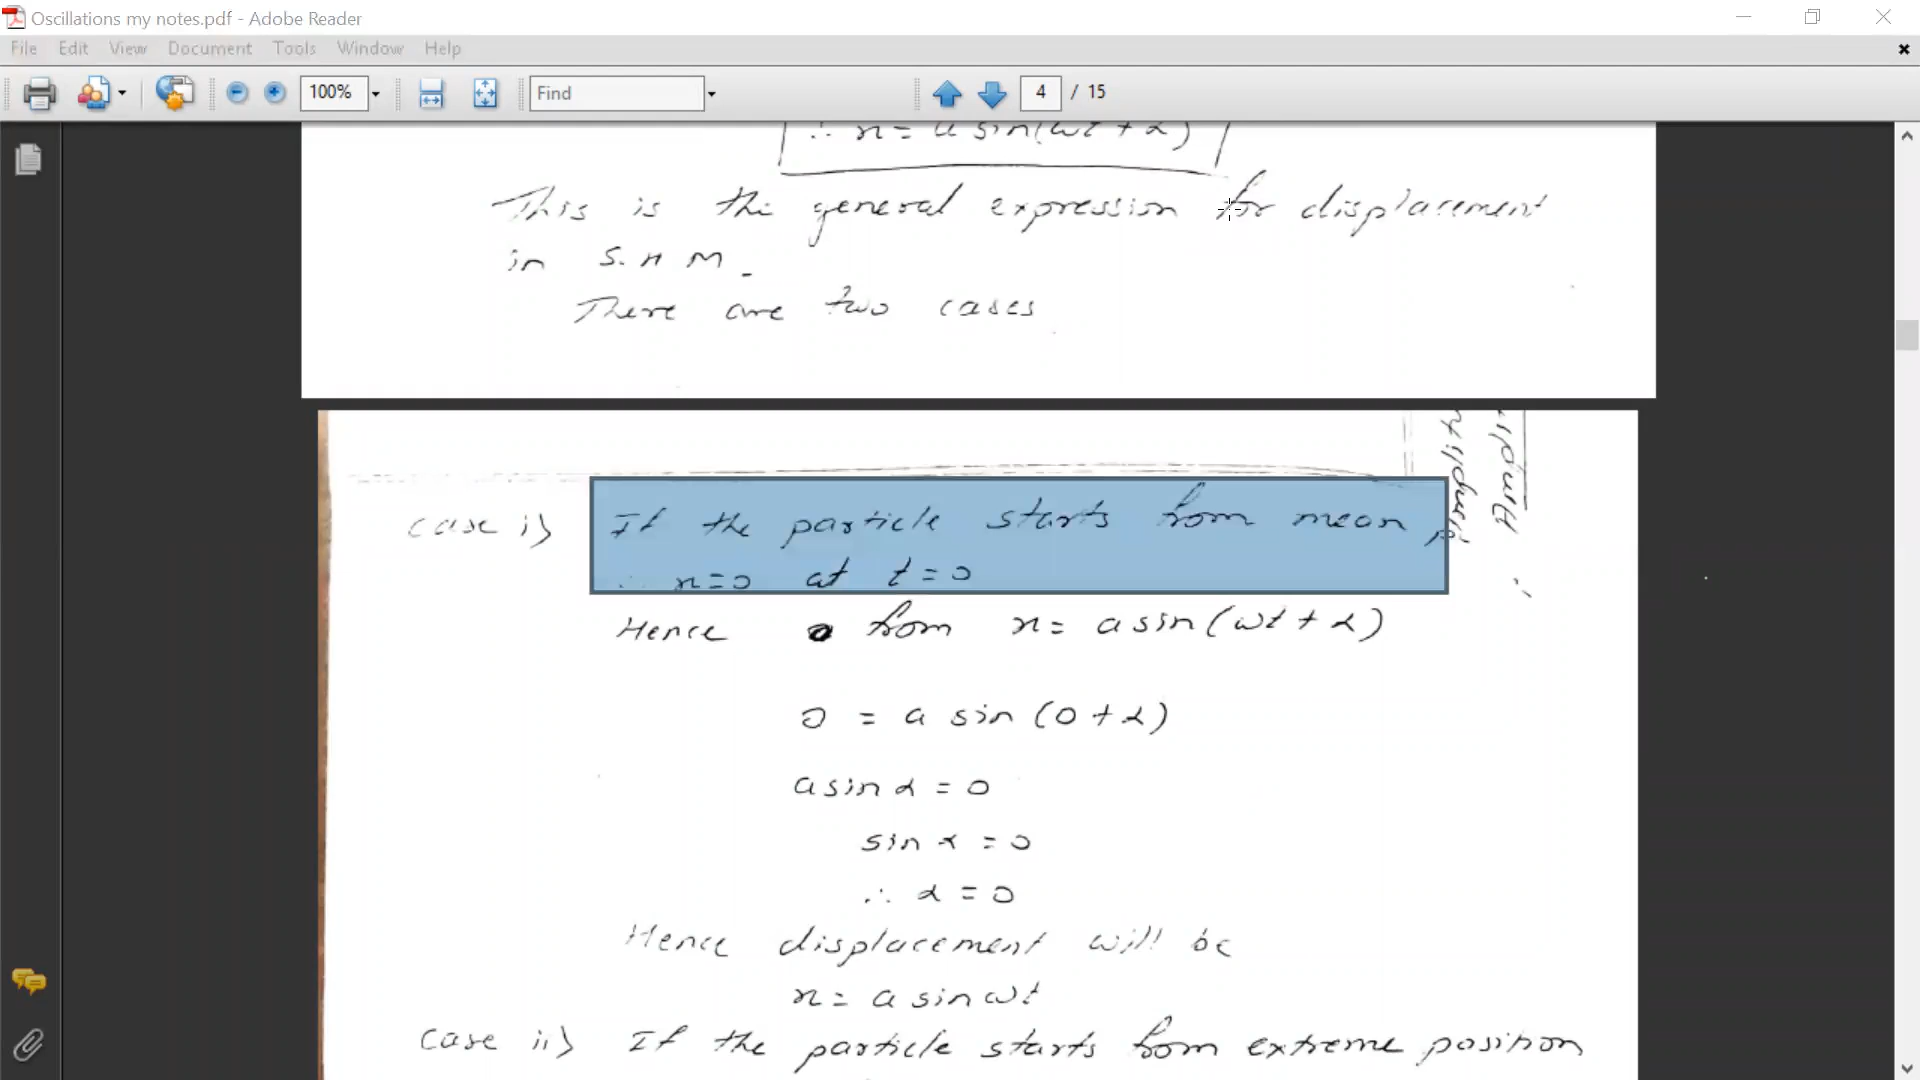 Oscillations my notes.pdf - Adobe Reader
File Edit View Document Tools Window Help
100% Find 4 / 15
∴ x = a sin(ωt + α)
This is the general expression for displacement
in S.H.M.
There are two cases
case i) If the particle starts from mean
∴ x=0 at t=0
Hence from x= asin(ωt + α)
0 = a sin(0+α)
asin α = 0
sin α = 0
∴ α = 0
Hence displacement will be
x= a sinωt
case ii) If the particle starts from extreme position